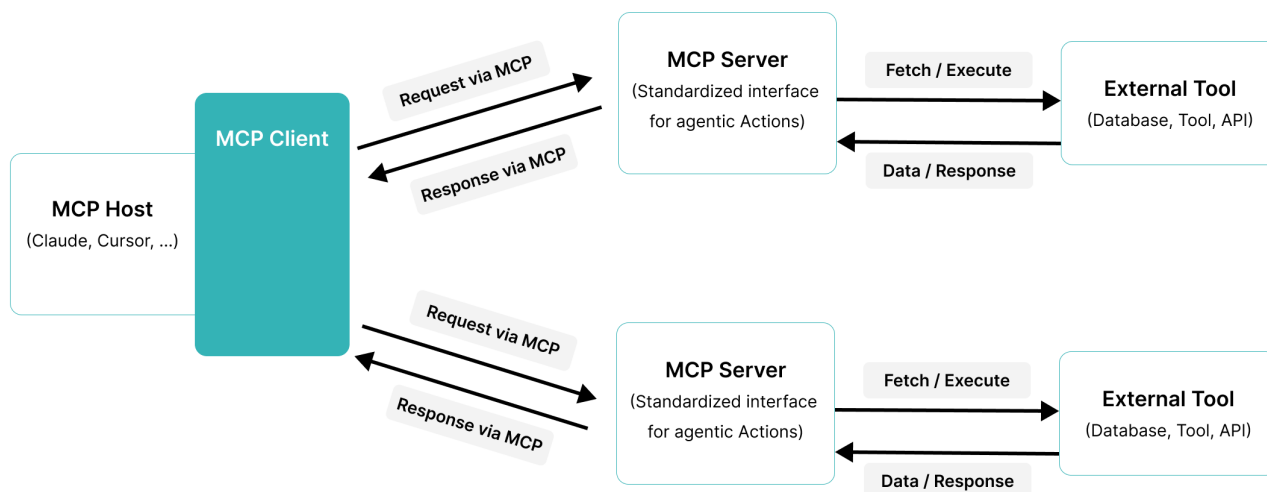 MCP Host
(Claude, Cursor, ...)
MCP Client
Request via MCP
Response via MCP
MCP Server
(Standardized interface
for agentic Actions)
Fetch / Execute
Data / Response
External Tool
(Database, Tool, API)
Request via MCP
Response via MCP
MCP Server
(Standardized interface
for agentic Actions)
Fetch / Execute
Data / Response
External Tool
(Database, Tool, API)